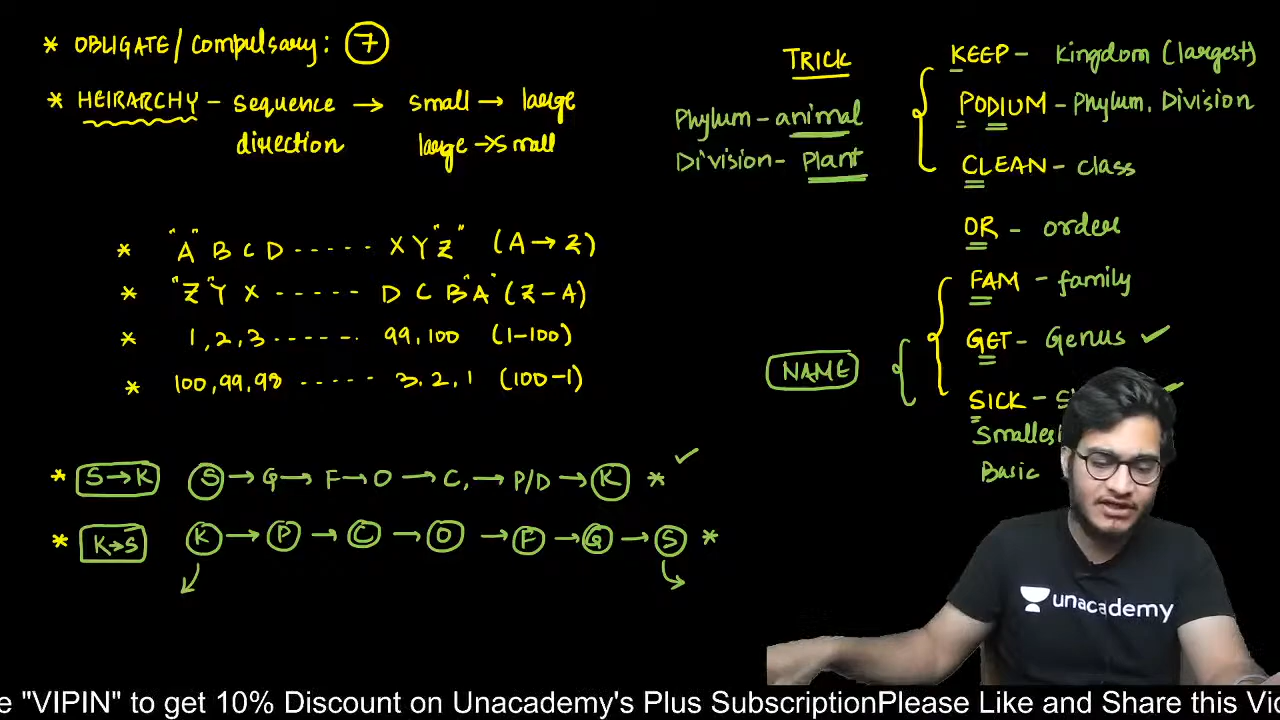 * OBLIGATE/Compulsary: 7
* HEIRARCHY - sequence → small → large
direction large → small
"A" B C D ----- X Y "Z" (A → Z)
* "Z" Y X ------ D C B "A" (Z - A)
* 1, 2, 3 ------ 99, 100 (1-100)
* 100, 99, 98 ----- 3, 2, 1 (100-1)
* S → K S → G → F → O → C, → P/D → K *
* K → S K → P → C → O → F → G → S *
TRICK
Phylum - animal
Division - Plant
KEEP - Kingdom (largest)
PODIUM - Phylum, Division
CLEAN - class
OR - order
FAM - family
GET - Genus
NAME
SICK - S
Smalles
Basic
unacademy
e "VIPIN" to get 10% Discount on Unacademy's Plus SubscriptionPlease Like and Share this Vid